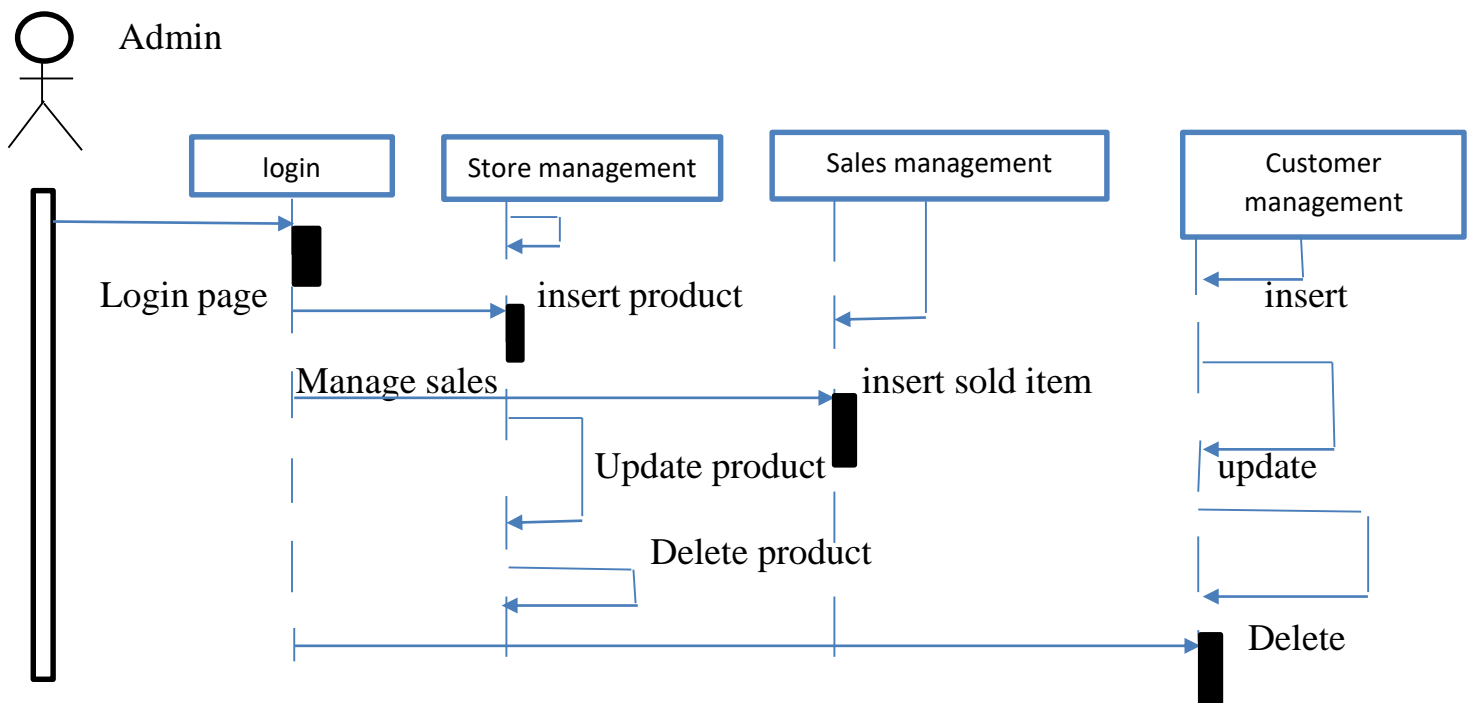 Admin
login
Store management
Sales management
Customer
management
Login page
insert product
insert
Manage sales
insert sold item
Update product
update
Delete product
Delete